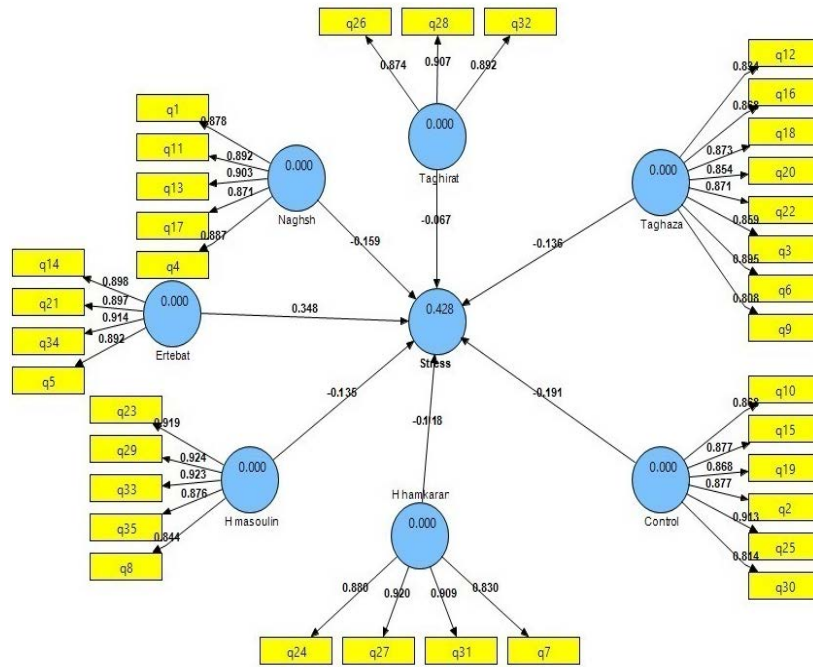 q26
q28
q32
0.874
0.907
0.892
0.000
Taghirat
-0.067
q1
q11
q13
q17
q4
0.878
0.892
0.903
0.871
0.887
0.000
Naghsh
-0.159
q12
q16
q18
q20
q22
q3
q6
q9
0.868
0.873
0.854
0.871
0.859
0.895
0.808
0.000
Taghaza
-0.136
q14
q21
q34
q5
0.898
0.897
0.914
0.892
0.000
Ertebat
0.348
0.428
Stress
q23
q29
q33
q35
q8
0.919
0.924
0.923
0.876
0.844
0.000
H masoulin
-0.135
H hamkaran
0.000
-0.118
0.880
0.920
0.909
0.830
q24
q27
q31
q7
q10
q15
q19
q2
q25
q30
0.868
0.877
0.868
0.877
0.913
0.814
0.000
Control
-0.191